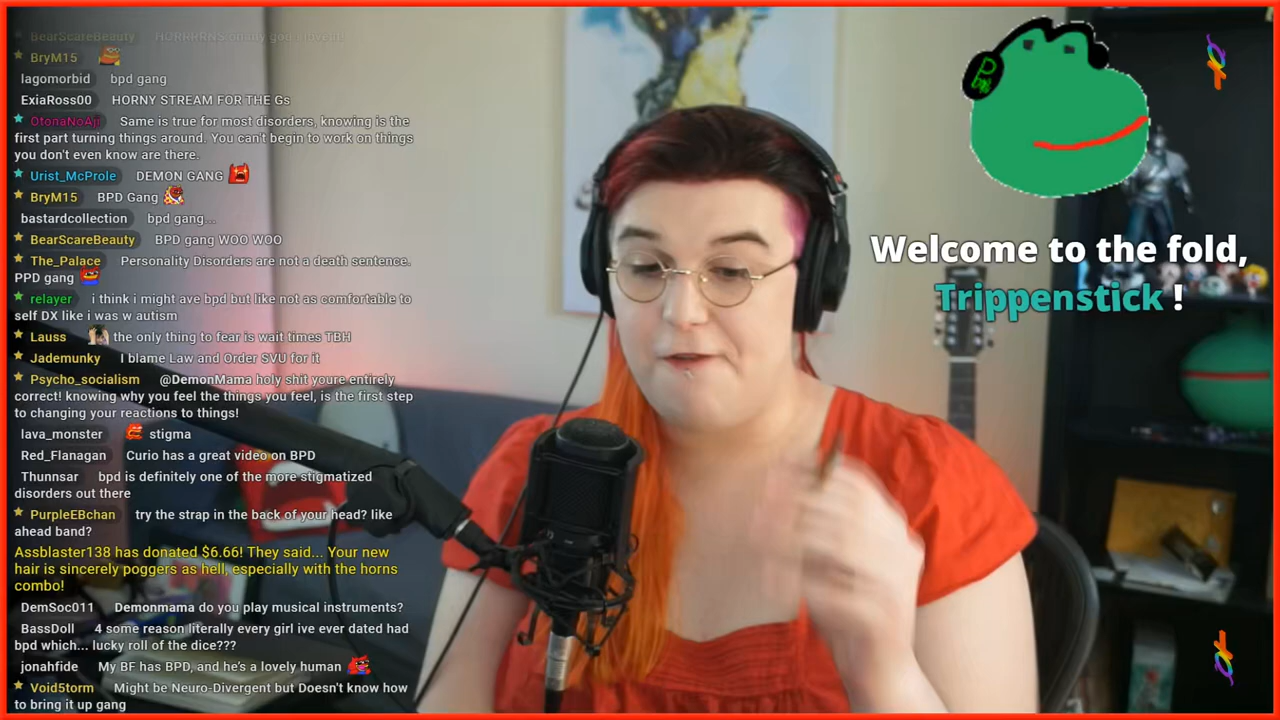 BearScareBeauty HORRRRNS
BryM15
lagomorbid bpd gang
ExiaRoss00 HORNY STREAM FOR THE Gs
OtonaNoAji Same is true for most disorders, knowing is the
first part turning things around. You can't begin to work on things
you don't even know are there.
Urist_McProle DEMON GANG
BryM15 BPD Gang
bastardcollection bpd gang...
BearScareBeauty BPD gang WOO WOO
The_Palace Personality Disorders are not a death sentence.
PPD gang
relayer i think i might ave bpd but like not as comfortable to
self DX like i was w autism
Lauss the only thing to fear is wait times TBH
Jademunky I blame Law and Order SVU for it
Psycho_socialism @DemonMama holy shit youre entirely
correct! knowing why you feel the things you feel, is the first step
to changing your reactions to things!
lava_monster stigma
Red_Flanagan Curio has a great video on BPD
Thunnsar bpd is definitely one of the more stigmatized
disorders out there
PurpleEBchan try the strap in the back of your head? like
ahead band?
Assblaster138 has donated $6.66! They said... Your new
hair is sincerely poggers as hell, especially with the horns
combo!
DemSoc011 Demonmama do you play musical instruments?
BassDoll 4 some reason literally every girl ive ever dated had
bpd which... lucky roll of the dice???
jonahfide My BF has BPD, and he's a lovely human
Void5torm Might be Neuro-Divergent but Doesn't know how
to bring it up gang
Welcome to the fold,
Trippenstick !